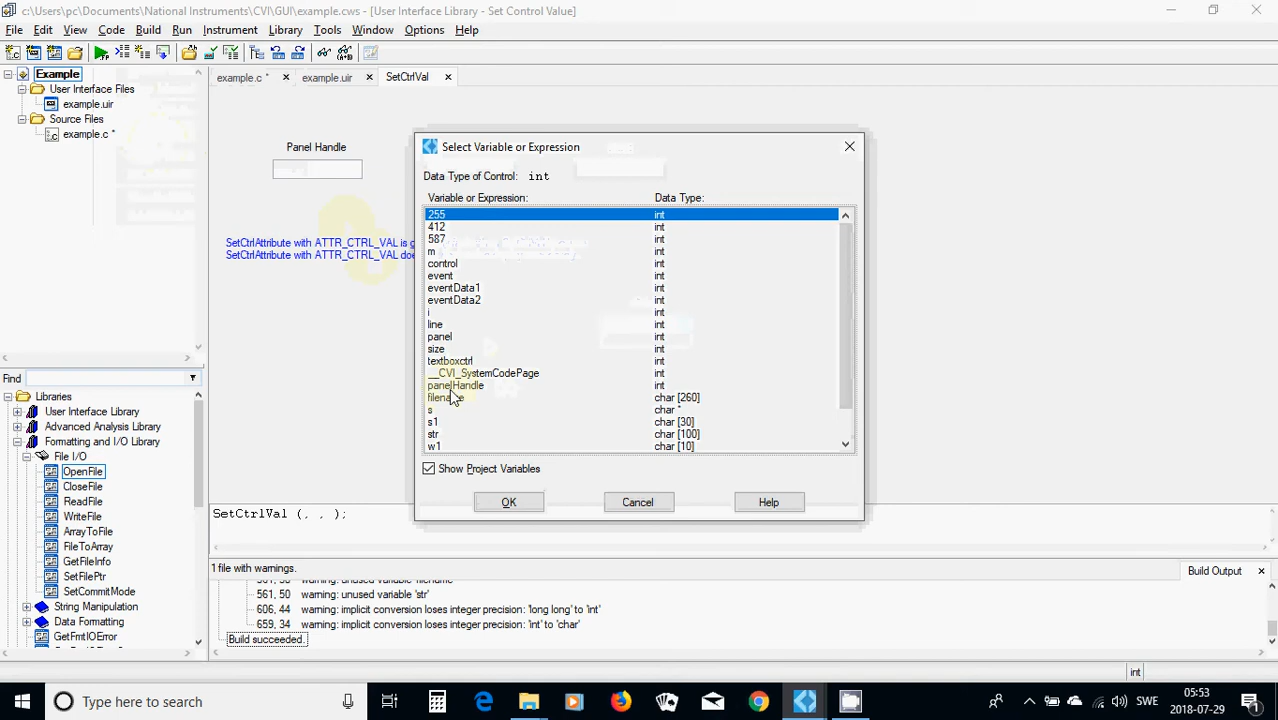 c:\Users\pc\Documents\National Instruments\CVI\GUI\example.cws - [User Interface Library - Set Control Value]
File Edit View Code Build Run Instrument Library Tools Window Options Help
Example
User Interface Files
example.uir
Source Files
example.c *
example.c * example.uir SetCtrlVal
Panel Handle
SetCtrlAttribute with ATTR_CTRL_VAL is
SetCtrlAttribute with ATTR_CTRL_VAL
Select Variable or Expression
Data Type of Control: int
Variable or Expression: Data Type:
255 int
412 int
587 int
m int
control int
event int
eventData1 int
eventData2 int
i int
line int
panel int
size int
textboxctrl int
__CVI_SystemCodePage int
panelHandle int
filename char [260]
s char *
s1 char [30]
str char [100]
w1 char [10]
Show Project Variables
OK Cancel Help
Find
Libraries
User Interface Library
Advanced Analysis Library
Formatting and I/O Library
File I/O
OpenFile
CloseFile
ReadFile
WriteFile
ArrayToFile
FileToArray
GetFileInfo
SetFilePtr
SetCommitMode
String Manipulation
Data Formatting
GetFmtIOError
SetCtrlVal (, , );
1 file with warnings. Build Output
561, 50 warning: unused variable 'str'
606, 44 warning: implicit conversion loses integer precision: 'long long' to 'int'
659, 34 warning: implicit conversion loses integer precision: 'int' to 'char'
Build succeeded.
int
Type here to search
SWE
05:53
2018-07-29
1